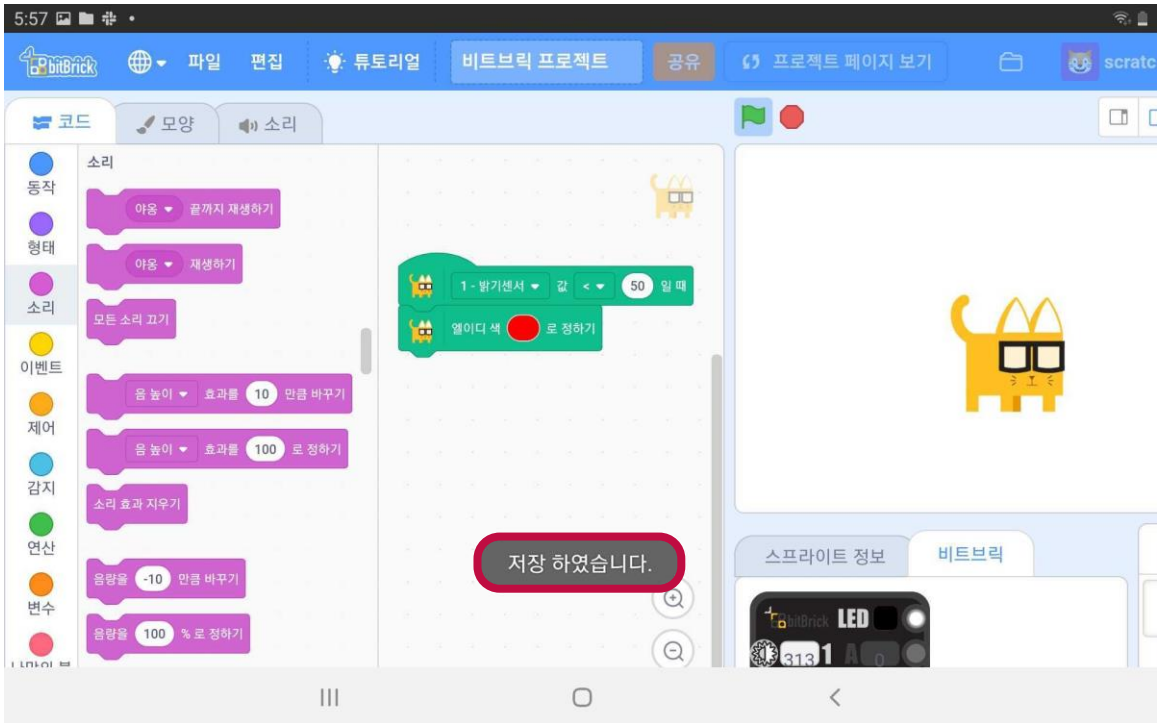 5:57
bitBrick
파일
편집
튜토리얼
비트브릭 프로젝트
공유
프로젝트 페이지 보기
scratc
코드
모양
소리
동작
형태
소리
이벤트
제어
감지
연산
변수
소리
야옹 끝까지 재생하기
야옹 재생하기
모든 소리 끄기
음 높이 효과를 10 만큼 바꾸기
음 높이 효과를 100 로 정하기
소리 효과 지우기
음량을 -10 만큼 바꾸기
음량을 100 % 로 정하기
1 - 밝기센서 값 < 50 일 때
엘이디 색 로 정하기
저장 하였습니다.
스프라이트 정보
비트브릭
bitBrick LED
313 1 A 0